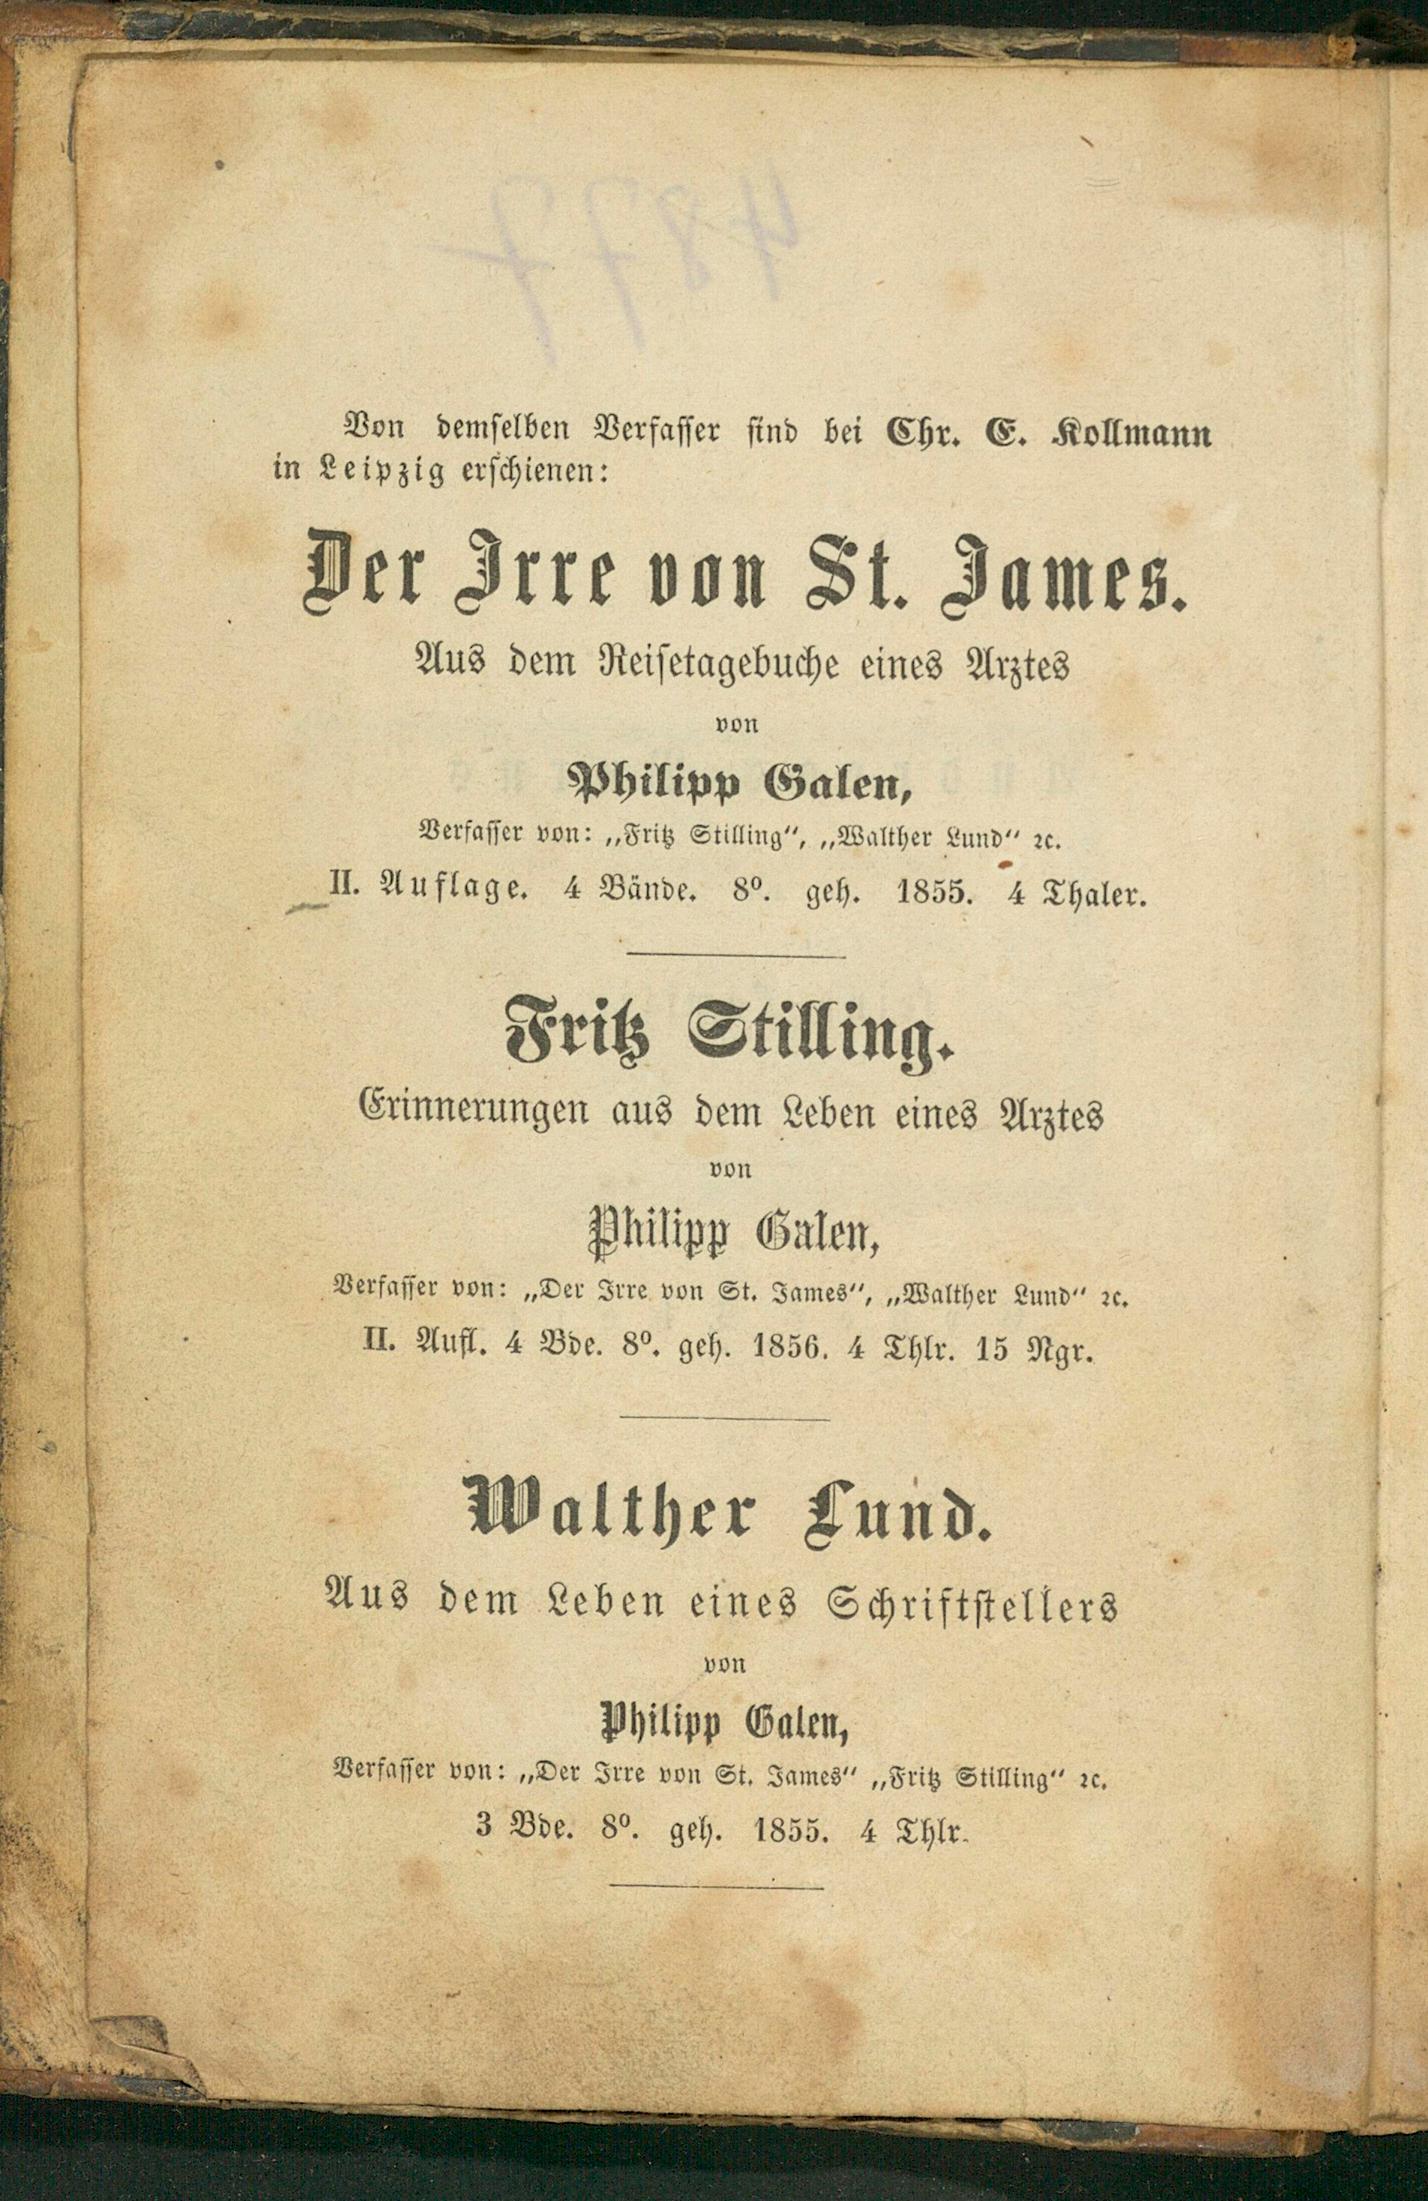 Von demselben Verfasser sind bei Chr. E. Kollmann
in Leipzig erschienen:
Der Irre von St. James.
Aus dem Reisetagebuche eines Arztes
von
Philipp Galen,
Verfasser von: „Fritz Stilling“, „Walther Lund“ ꝛc.
II. Auflage. 4 Bände. 8⁰. geh. 1855. 4 Thaler.
Fritz Stilling.
Erinnerungen aus dem Leben eines Arztes
von
Philipp Galen,
Verfasser von: „Der Irre von St. James“, „Walther Lund“ ꝛc.
II. Aufl. 4 Bde. 8⁰. geh. 1856. 4 Thlr. 15 Ngr.
Walther Lund.
Aus dem Leben eines Schriftstellers
von
Philipp Galen,
Verfasser von: „Der Irre von St. James“ „Fritz Stilling“ ꝛc.
3 Bde. 8⁰. geh. 1855. 4 Thlr.